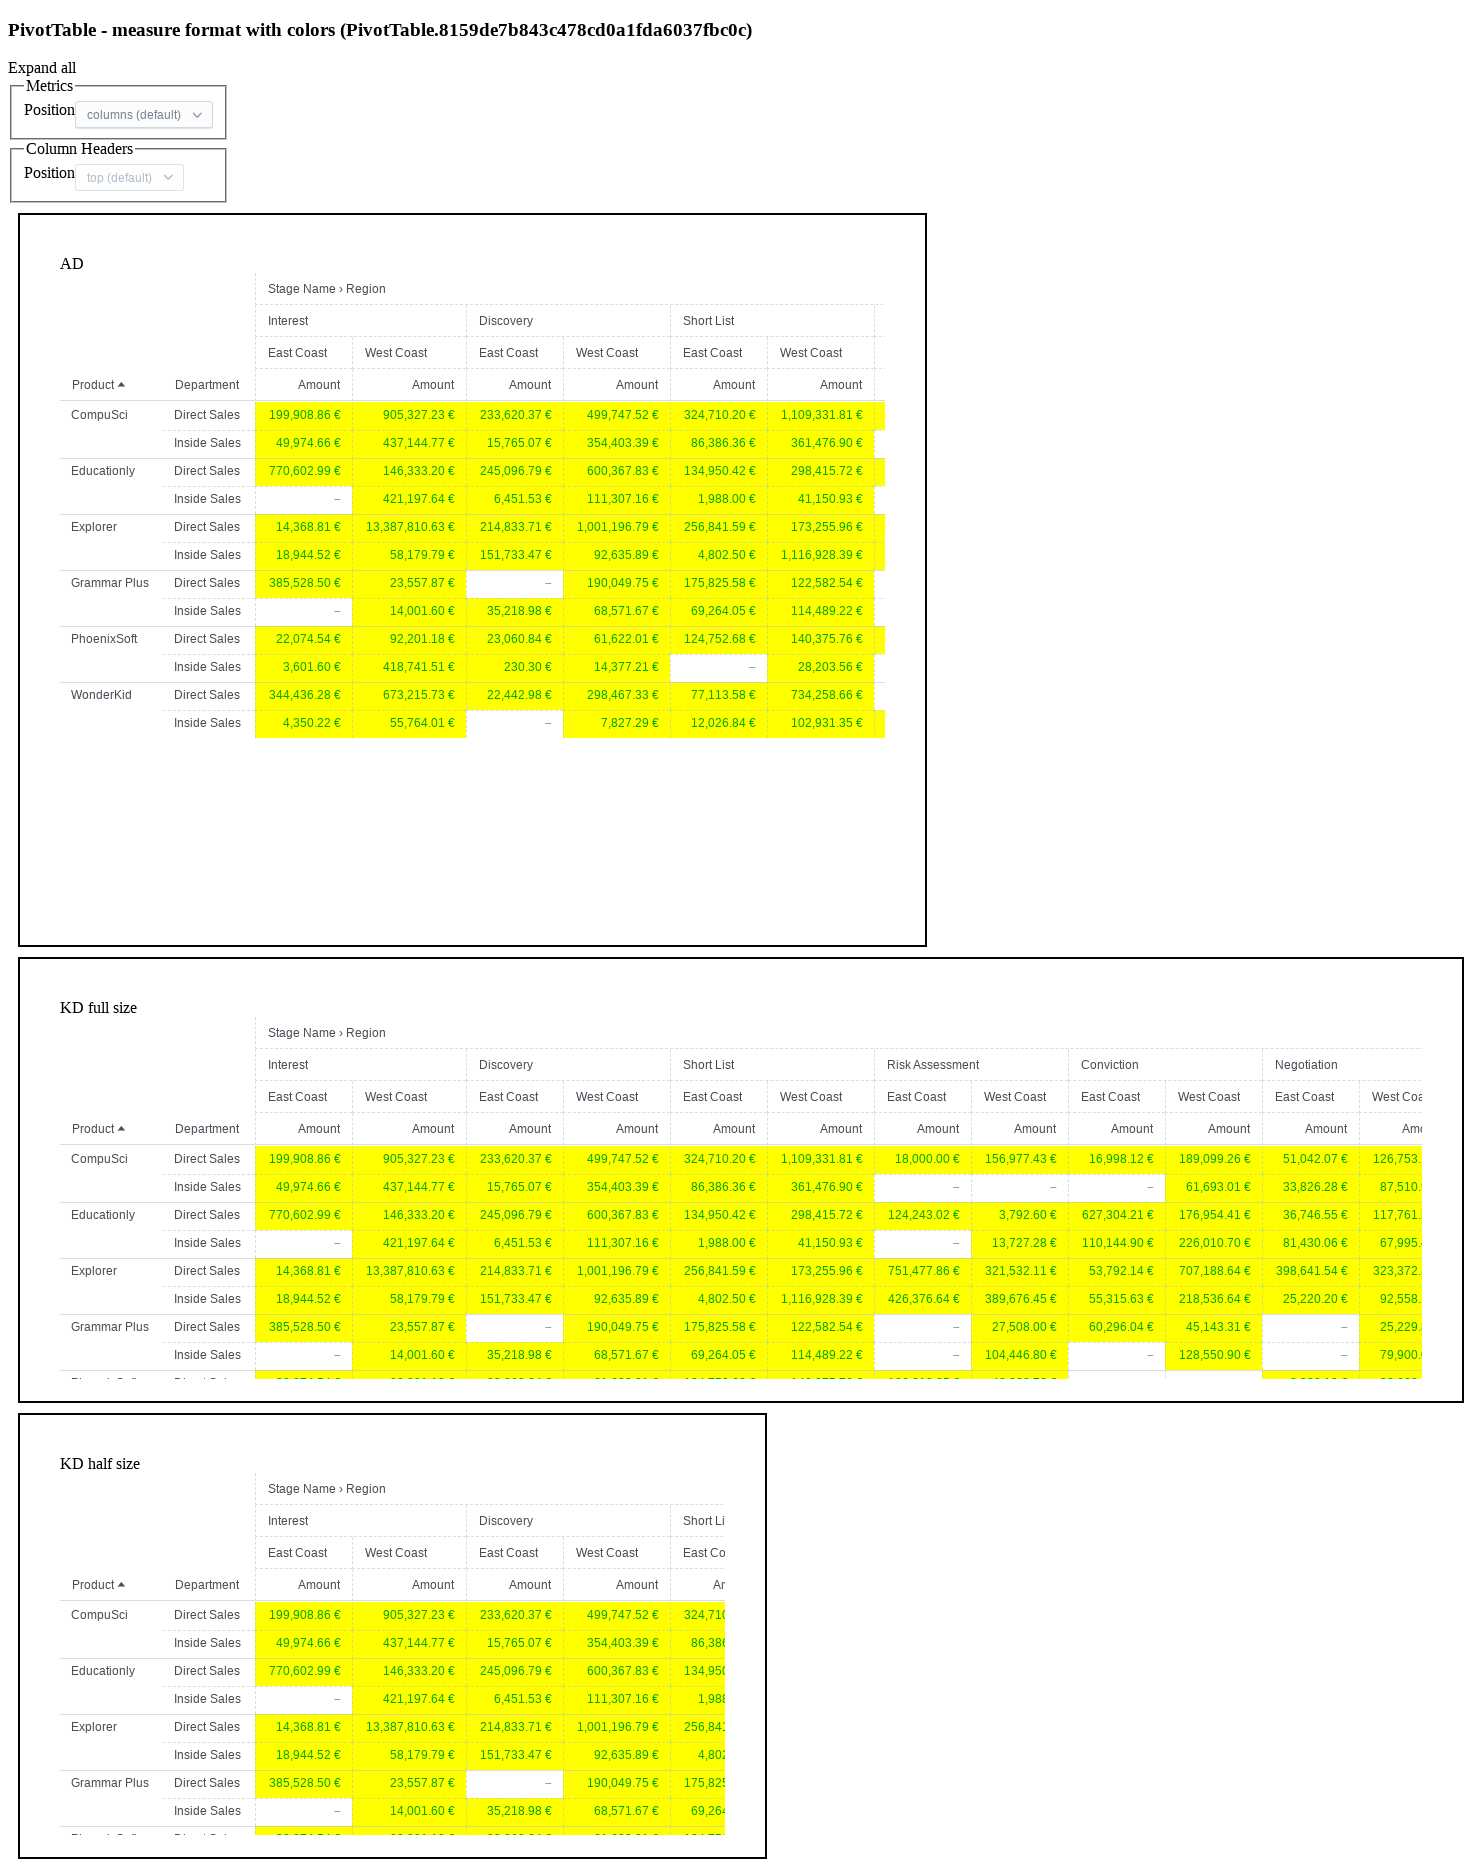 PivotTable - measure format with colors (PivotTable.8159de7b843c478cd0a1fda6037fbc0c)
Expand all
Metrics
Position columns (default)
Column Headers
Position top (default)
AD
Stage Name › Region
Interest Discovery Short List
East Coast West Coast East Coast West Coast East Coast West Coast
Product Department Amount Amount Amount Amount Amount Amount
CompuSci Direct Sales 199,908.86 € 905,327.23 € 233,620.37 € 499,747.52 € 324,710.20 € 1,109,331.81 €
Inside Sales 49,974.66 € 437,144.77 € 15,765.07 € 354,403.39 € 86,386.36 € 361,476.90 €
Educationly Direct Sales 770,602.99 € 146,333.20 € 245,096.79 € 600,367.83 € 134,950.42 € 298,415.72 €
Inside Sales – 421,197.64 € 6,451.53 € 111,307.16 € 1,988.00 € 41,150.93 €
Explorer Direct Sales 14,368.81 € 13,387,810.63 € 214,833.71 € 1,001,196.79 € 256,841.59 € 173,255.96 €
Inside Sales 18,944.52 € 58,179.79 € 151,733.47 € 92,635.89 € 4,802.50 € 1,116,928.39 €
Grammar Plus Direct Sales 385,528.50 € 23,557.87 € – 190,049.75 € 175,825.58 € 122,582.54 €
Inside Sales – 14,001.60 € 35,218.98 € 68,571.67 € 69,264.05 € 114,489.22 €
PhoenixSoft Direct Sales 22,074.54 € 92,201.18 € 23,060.84 € 61,622.01 € 124,752.68 € 140,375.76 €
Inside Sales 3,601.60 € 418,741.51 € 230.30 € 14,377.21 € – 28,203.56 €
WonderKid Direct Sales 344,436.28 € 673,215.73 € 22,442.98 € 298,467.33 € 77,113.58 € 734,258.66 €
Inside Sales 4,350.22 € 55,764.01 € – 7,827.29 € 12,026.84 € 102,931.35 €
KD full size
Stage Name › Region
Interest Discovery Short List Risk Assessment Conviction Negotiation
East Coast West Coast East Coast West Coast East Coast West Coast East Coast West Coast East Coast West Coast East Coast West Coa
Product Department Amount Amount Amount Amount Amount Amount Amount Amount Amount Amount Amount Amo
CompuSci Direct Sales 199,908.86 € 905,327.23 € 233,620.37 € 499,747.52 € 324,710.20 € 1,109,331.81 € 18,000.00 € 156,977.43 € 16,998.12 € 189,099.26 € 51,042.07 € 126,753.
Inside Sales 49,974.66 € 437,144.77 € 15,765.07 € 354,403.39 € 86,386.36 € 361,476.90 € – – – 61,693.01 € 33,826.28 € 87,510.
Educationly Direct Sales 770,602.99 € 146,333.20 € 245,096.79 € 600,367.83 € 134,950.42 € 298,415.72 € 124,243.02 € 3,792.60 € 627,304.21 € 176,954.41 € 36,746.55 € 117,761.
Inside Sales – 421,197.64 € 6,451.53 € 111,307.16 € 1,988.00 € 41,150.93 € – 13,727.28 € 110,144.90 € 226,010.70 € 81,430.06 € 67,995.
Explorer Direct Sales 14,368.81 € 13,387,810.63 € 214,833.71 € 1,001,196.79 € 256,841.59 € 173,255.96 € 751,477.86 € 321,532.11 € 53,792.14 € 707,188.64 € 398,641.54 € 323,372.
Inside Sales 18,944.52 € 58,179.79 € 151,733.47 € 92,635.89 € 4,802.50 € 1,116,928.39 € 426,376.64 € 389,676.45 € 55,315.63 € 218,536.64 € 25,220.20 € 92,558.
Grammar Plus Direct Sales 385,528.50 € 23,557.87 € – 190,049.75 € 175,825.58 € 122,582.54 € – 27,508.00 € 60,296.04 € 45,143.31 € – 25,229.
Inside Sales – 14,001.60 € 35,218.98 € 68,571.67 € 69,264.05 € 114,489.22 € – 104,446.80 € – 128,550.90 € – 79,900.
KD half size
Stage Name › Region
Interest Discovery Short Li
East Coast West Coast East Coast West Coast East Co
Product Department Amount Amount Amount Amount Ar
CompuSci Direct Sales 199,908.86 € 905,327.23 € 233,620.37 € 499,747.52 € 324,710
Inside Sales 49,974.66 € 437,144.77 € 15,765.07 € 354,403.39 € 86,386
Educationly Direct Sales 770,602.99 € 146,333.20 € 245,096.79 € 600,367.83 € 134,950
Inside Sales – 421,197.64 € 6,451.53 € 111,307.16 € 1,988
Explorer Direct Sales 14,368.81 € 13,387,810.63 € 214,833.71 € 1,001,196.79 € 256,841
Inside Sales 18,944.52 € 58,179.79 € 151,733.47 € 92,635.89 € 4,802
Grammar Plus Direct Sales 385,528.50 € 23,557.87 € – 190,049.75 € 175,825
Inside Sales – 14,001.60 € 35,218.98 € 68,571.67 € 69,264